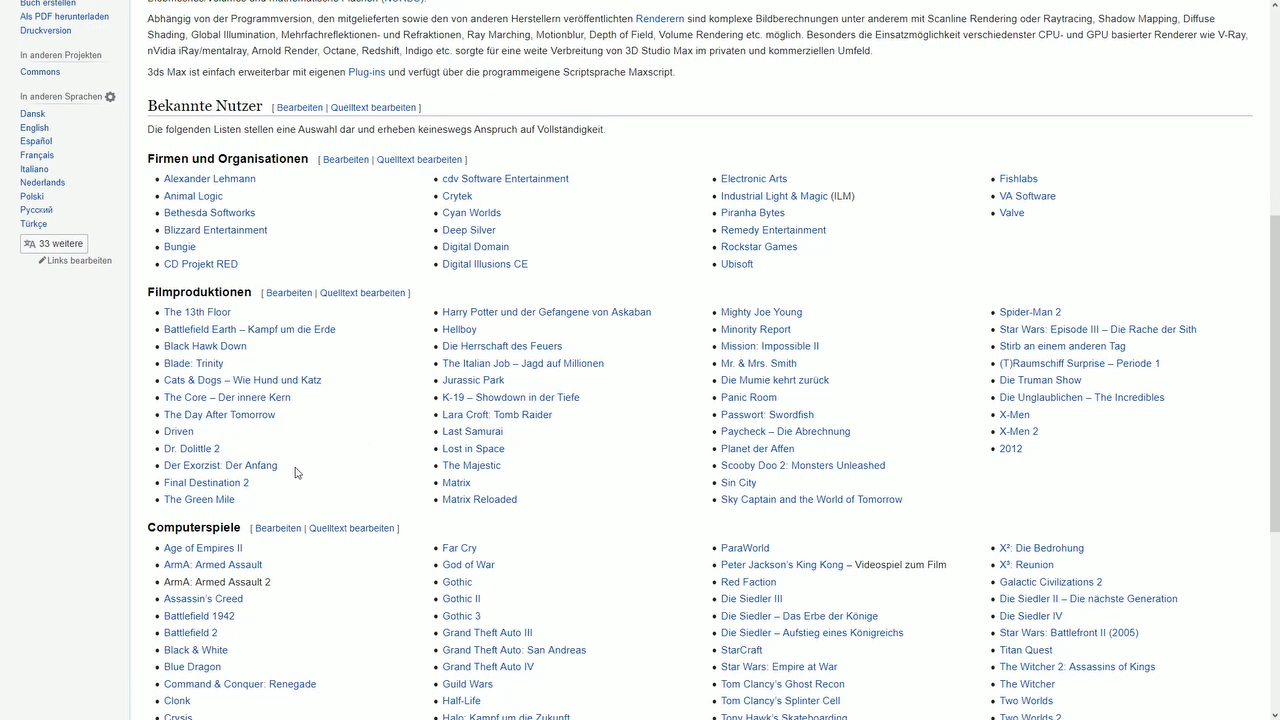 Buch erstellen
Als PDF herunterladen
Druckversion
In anderen Projekten
Commons
In anderen Sprachen
Dansk
English
Español
Français
Italiano
Nederlands
Polski
Русский
Türkçe
33 weitere
Links bearbeiten
Abhängig von der Programmversion, den mitgelieferten sowie den von anderen Herstellern veröffentlichten Renderern sind komplexe Bildberechnungen unter anderem mit Scanline Rendering oder Raytracing, Shadow Mapping, Diffuse
Shading, Global Illumination, Mehrfachreflektionen- und Refraktionen, Ray Marching, Motionblur, Depth of Field, Volume Rendering etc. möglich. Besonders die Einsatzmöglichkeit verschiedenster CPU- und GPU basierter Renderer wie V-Ray,
nVidia iRay/mentalray, Arnold Render, Octane, Redshift, Indigo etc. sorgte für eine weite Verbreitung von 3D Studio Max im privaten und kommerziellen Umfeld.
3ds Max ist einfach erweiterbar mit eigenen Plug-ins und verfügt über die programmeigene Scriptsprache Maxscript.
Bekannte Nutzer [ Bearbeiten | Quelltext bearbeiten ]
Die folgenden Listen stellen eine Auswahl dar und erheben keineswegs Anspruch auf Vollständigkeit.
Firmen und Organisationen [ Bearbeiten | Quelltext bearbeiten ]
• Alexander Lehmann
• Animal Logic
• Bethesda Softworks
• Blizzard Entertainment
• Bungie
• CD Projekt RED
• cdv Software Entertainment
• Crytek
• Cyan Worlds
• Deep Silver
• Digital Domain
• Digital Illusions CE
• Electronic Arts
• Industrial Light & Magic (ILM)
• Piranha Bytes
• Remedy Entertainment
• Rockstar Games
• Ubisoft
• Fishlabs
• VA Software
• Valve
Filmproduktionen [ Bearbeiten | Quelltext bearbeiten ]
• The 13th Floor
• Battlefield Earth – Kampf um die Erde
• Black Hawk Down
• Blade: Trinity
• Cats & Dogs – Wie Hund und Katz
• The Core – Der innere Kern
• The Day After Tomorrow
• Driven
• Dr. Dolittle 2
• Der Exorzist: Der Anfang
• Final Destination 2
• The Green Mile
• Harry Potter und der Gefangene von Askaban
• Hellboy
• Die Herrschaft des Feuers
• The Italian Job – Jagd auf Millionen
• Jurassic Park
• K-19 – Showdown in der Tiefe
• Lara Croft: Tomb Raider
• Last Samurai
• Lost in Space
• The Majestic
• Matrix
• Matrix Reloaded
• Mighty Joe Young
• Minority Report
• Mission: Impossible II
• Mr. & Mrs. Smith
• Die Mumie kehrt zurück
• Panic Room
• Passwort: Swordfish
• Paycheck – Die Abrechnung
• Planet der Affen
• Scooby Doo 2: Monsters Unleashed
• Sin City
• Sky Captain and the World of Tomorrow
• Spider-Man 2
• Star Wars: Episode III – Die Rache der Sith
• Stirb an einem anderen Tag
• (T)Raumschiff Surprise – Periode 1
• Die Truman Show
• Die Unglaublichen – The Incredibles
• X-Men
• X-Men 2
• 2012
Computerspiele [ Bearbeiten | Quelltext bearbeiten ]
• Age of Empires II
• ArmA: Armed Assault
• ArmA: Armed Assault 2
• Assassin's Creed
• Battlefield 1942
• Battlefield 2
• Black & White
• Blue Dragon
• Command & Conquer: Renegade
• Clonk
• Crysis
• Far Cry
• God of War
• Gothic
• Gothic II
• Gothic 3
• Grand Theft Auto III
• Grand Theft Auto: San Andreas
• Grand Theft Auto IV
• Guild Wars
• Half-Life
• Halo: Kampf um die Zukunft
• ParaWorld
• Peter Jackson's King Kong – Videospiel zum Film
• Red Faction
• Die Siedler III
• Die Siedler – Das Erbe der Könige
• Die Siedler – Aufstieg eines Königreichs
• StarCraft
• Star Wars: Empire at War
• Tom Clancy's Ghost Recon
• Tom Clancy's Splinter Cell
• Tony Hawk's Skateboarding
• X²: Die Bedrohung
• X³: Reunion
• Galactic Civilizations 2
• Die Siedler II – Die nächste Generation
• Die Siedler IV
• Star Wars: Battlefront II (2005)
• Titan Quest
• The Witcher 2: Assassins of Kings
• The Witcher
• Two Worlds
• Two Worlds 2